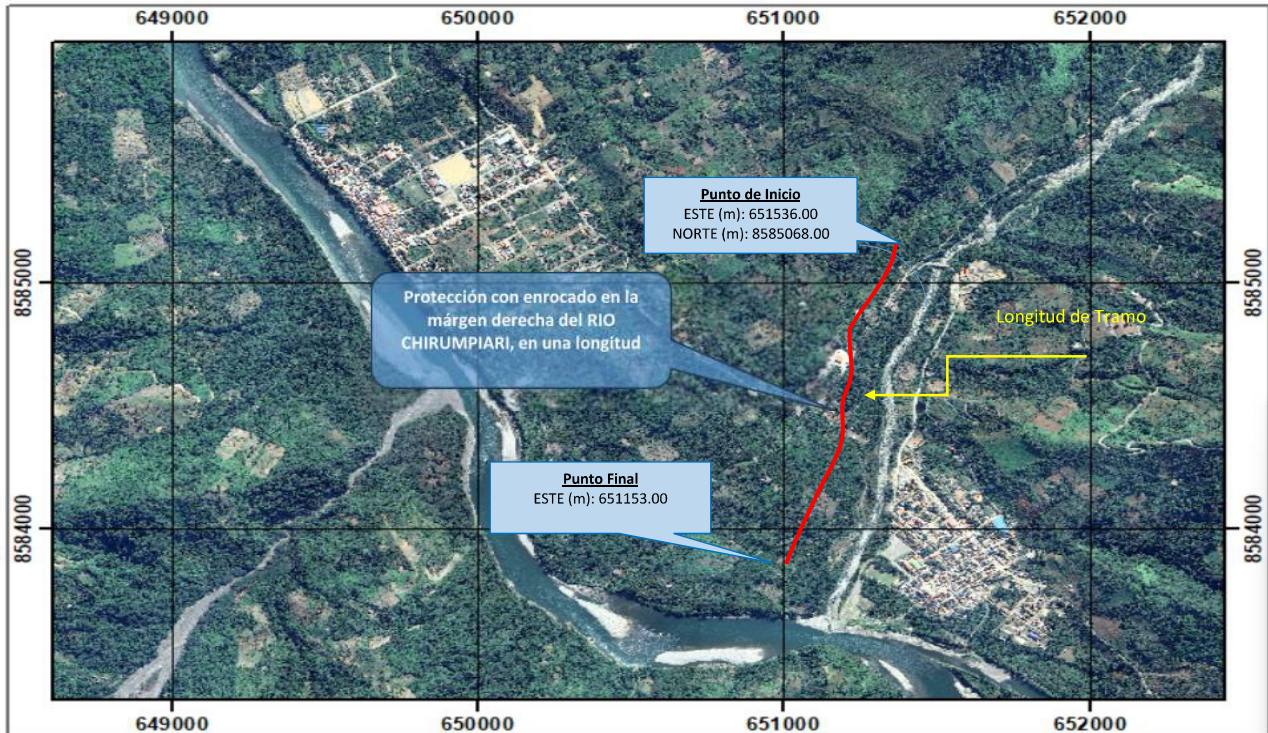 649000
650000
651000
652000
Punto de Inicio
ESTE (m): 651536.00
NORTE (m): 8585068.00
8585000
8585000
Protección con enrocado en la
márgen derecha del RIO
CHIRUMPIARI, en una longitud
Longitud de Tramo
Punto Final
ESTE (m): 651153.00
8584000
8584000
649000
650000
651000
652000